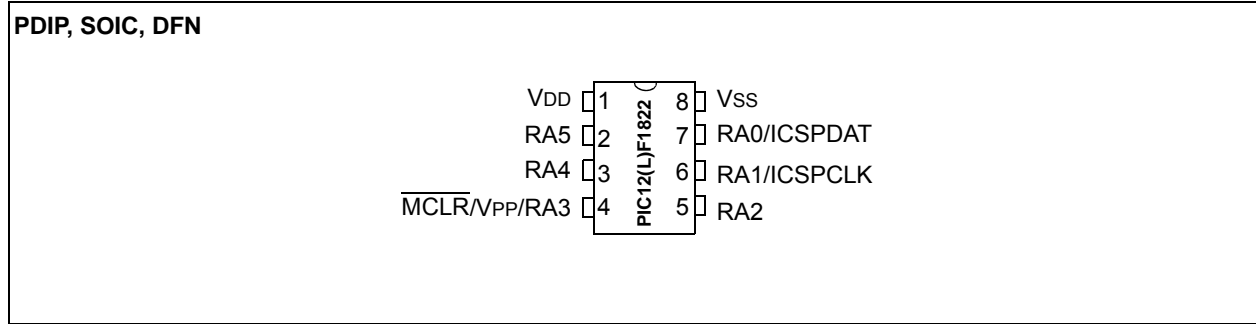 PDIP, SOIC, DFN
VDD 1 8 VSS
RA5 2 7 RA0/ICSPDAT
RA4 3 6 RA1/ICSPCLK
MCLR/VPP/RA3 4 5 RA2
PIC12(L)F1822